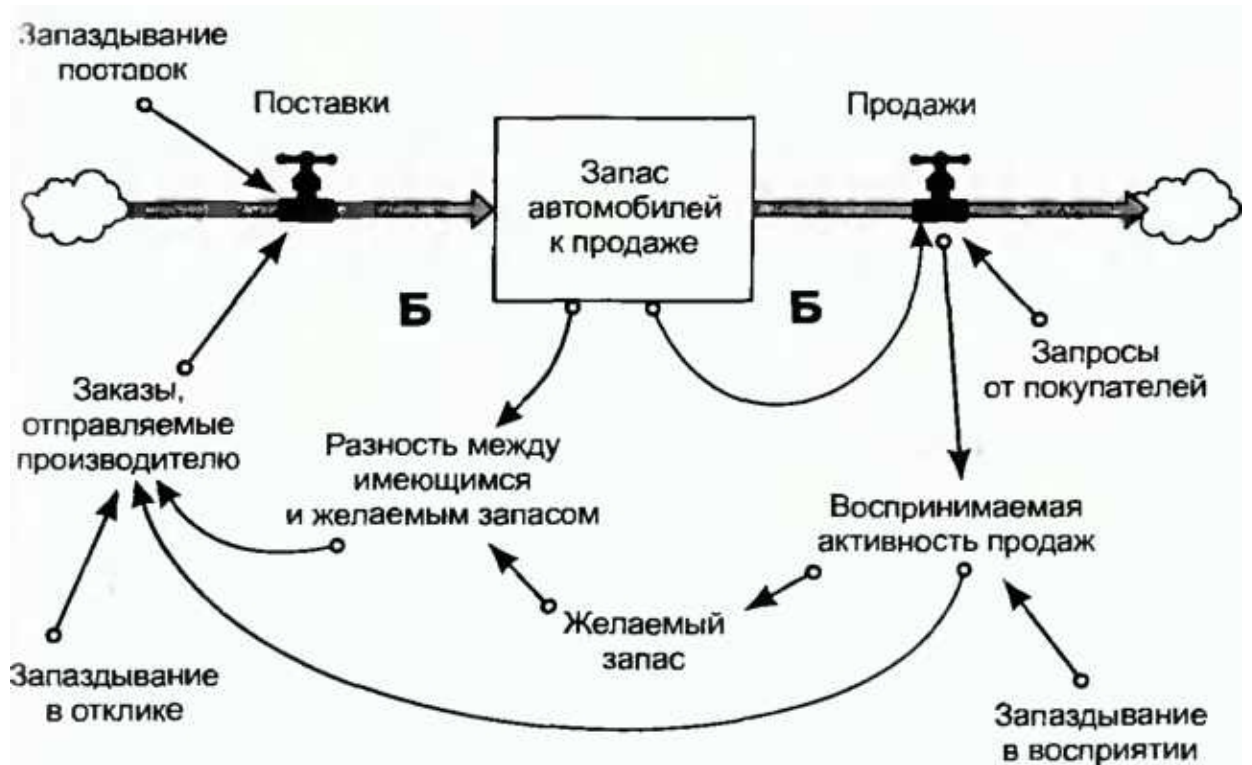 Запаздывание
поставок
Поставки
Продажи
Запас
автомобилей
к продаже
Б
Б
Заказы,
отправляемые
производителю
Разность между
имеющимся
и желаемым запасом
Запросы
от покупателей
Воспринимаемая
активность продаж
Желаемый
запас
Запаздывание
в отклике
Запаздывание
в восприятии